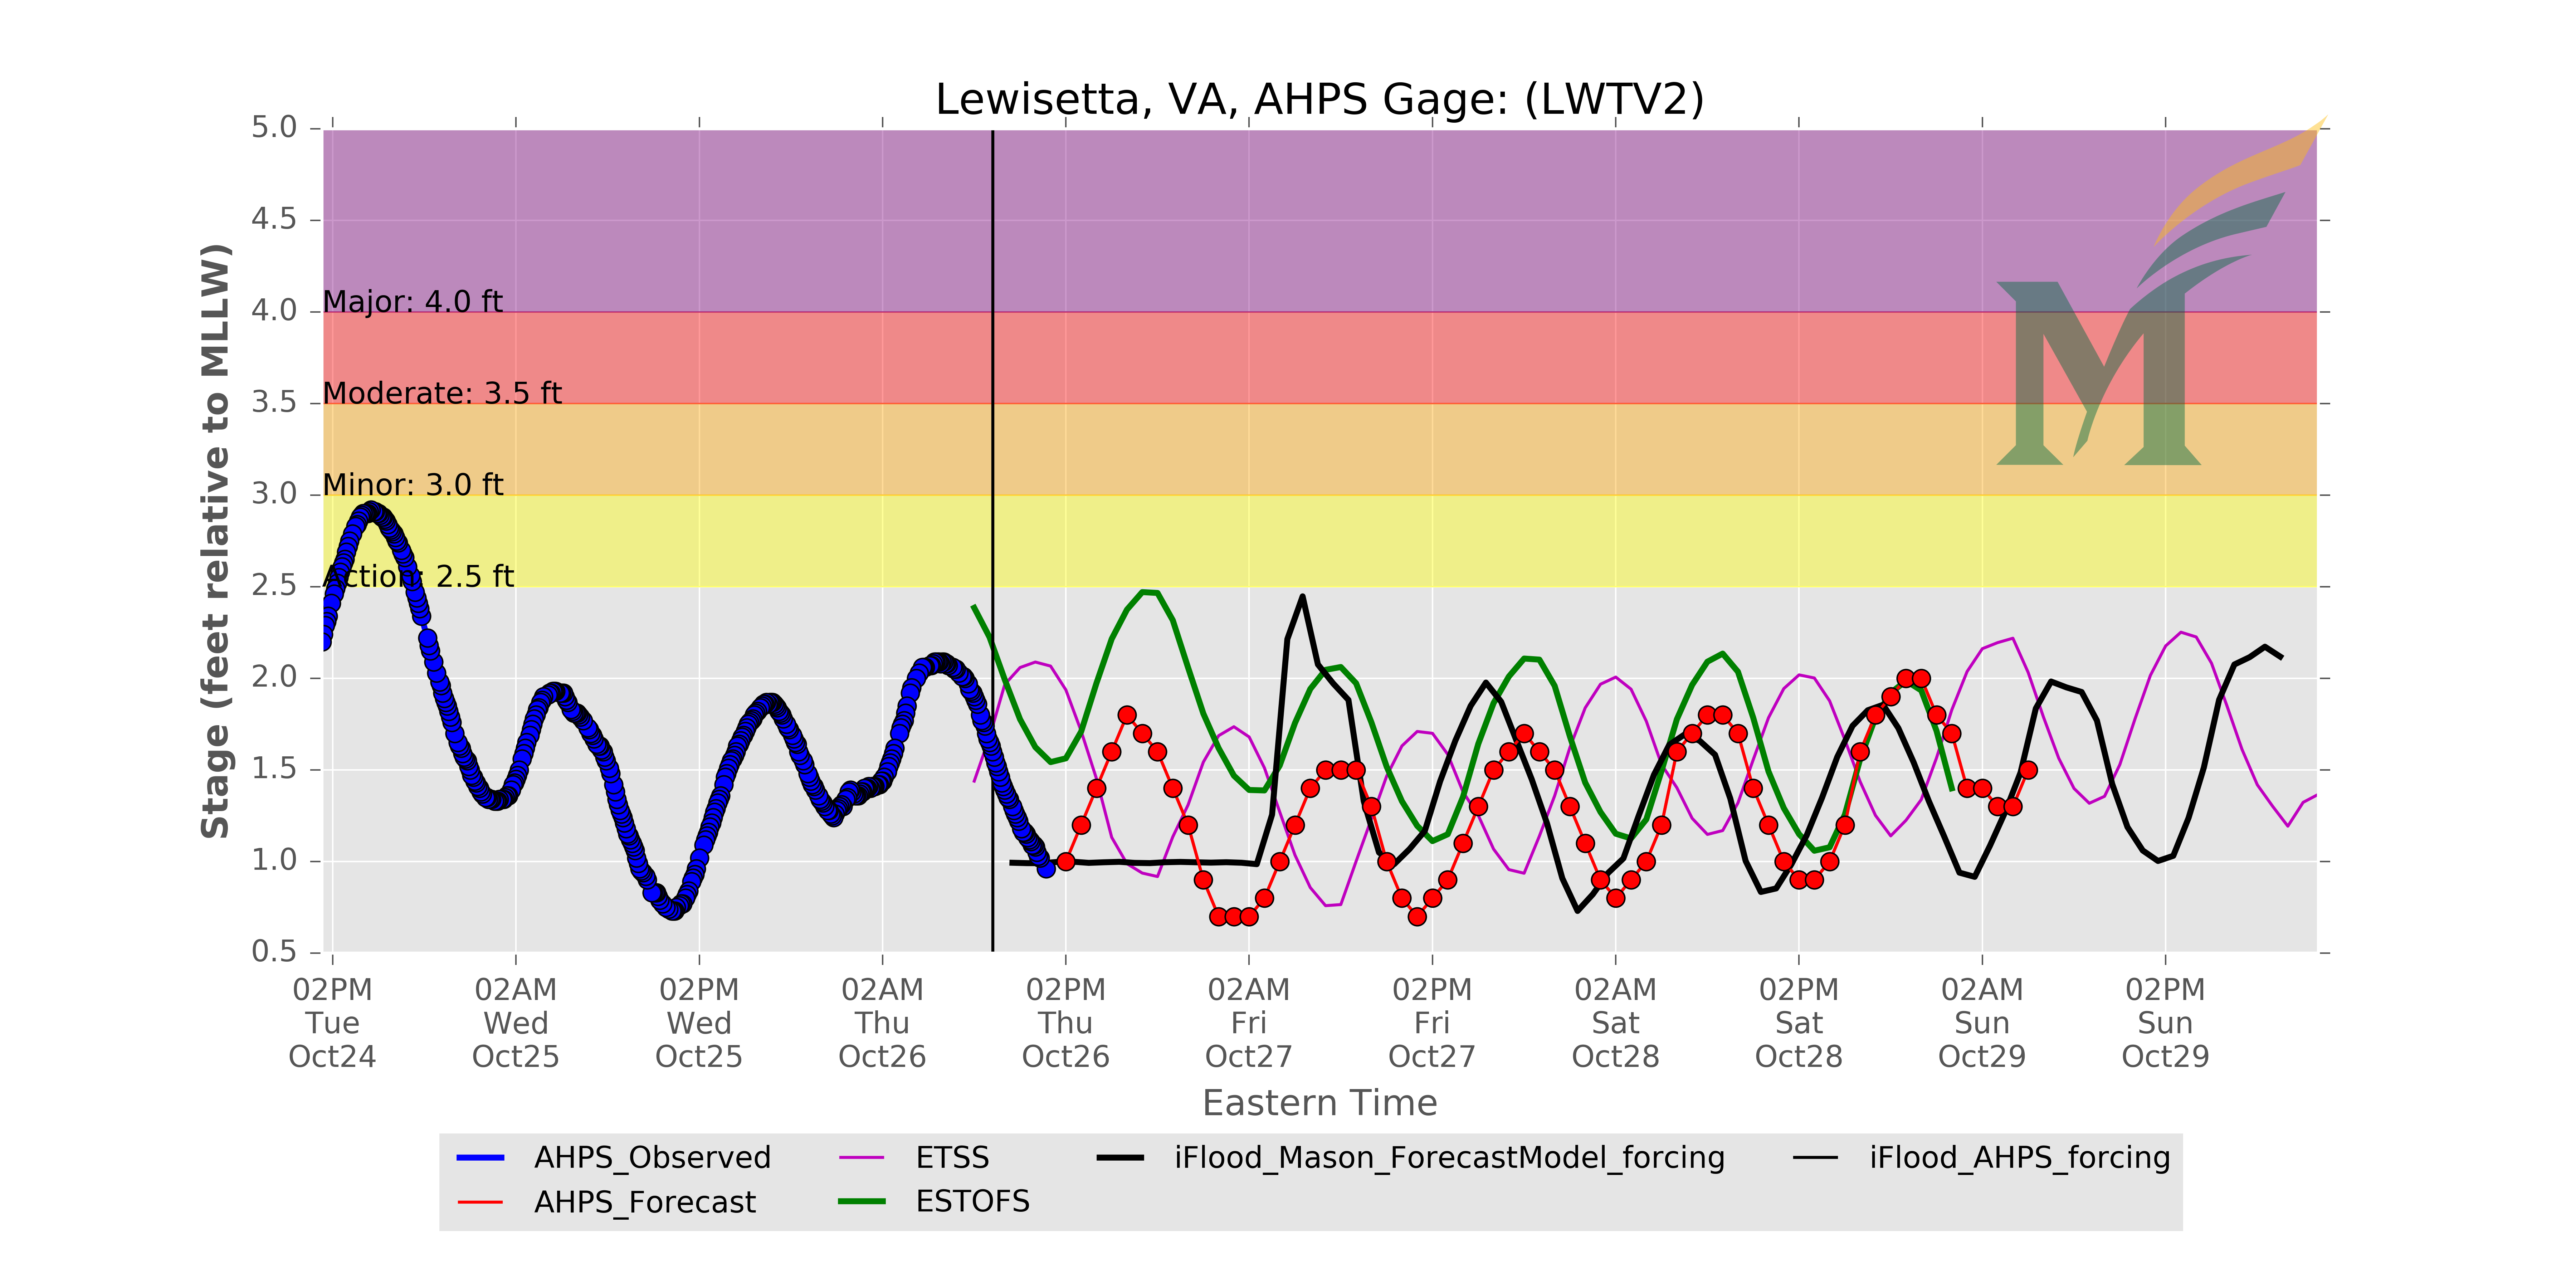 Lewisetta, VA, AHPS Gage: (LWTV2)
Stage (feet relative to MLLW)
5.0
4.5
4.0
3.5
3.0
2.5
2.0
1.5
1.0
0.5
Major: 4.0 ft
Moderate: 3.5 ft
Minor: 3.0 ft
Action: 2.5 ft
M
02PM Tue Oct24
02AM Wed Oct25
02PM Wed Oct25
02AM Thu Oct26
02PM Thu Oct26
02AM Fri Oct27
02PM Fri Oct27
02AM Sat Oct28
02PM Sat Oct28
02AM Sun Oct29
02PM Sun Oct29
Eastern Time
AHPS_Observed
AHPS_Forecast
ETSS
ESTOFS
iFlood_Mason_ForecastModel_forcing
iFlood_AHPS_forcing